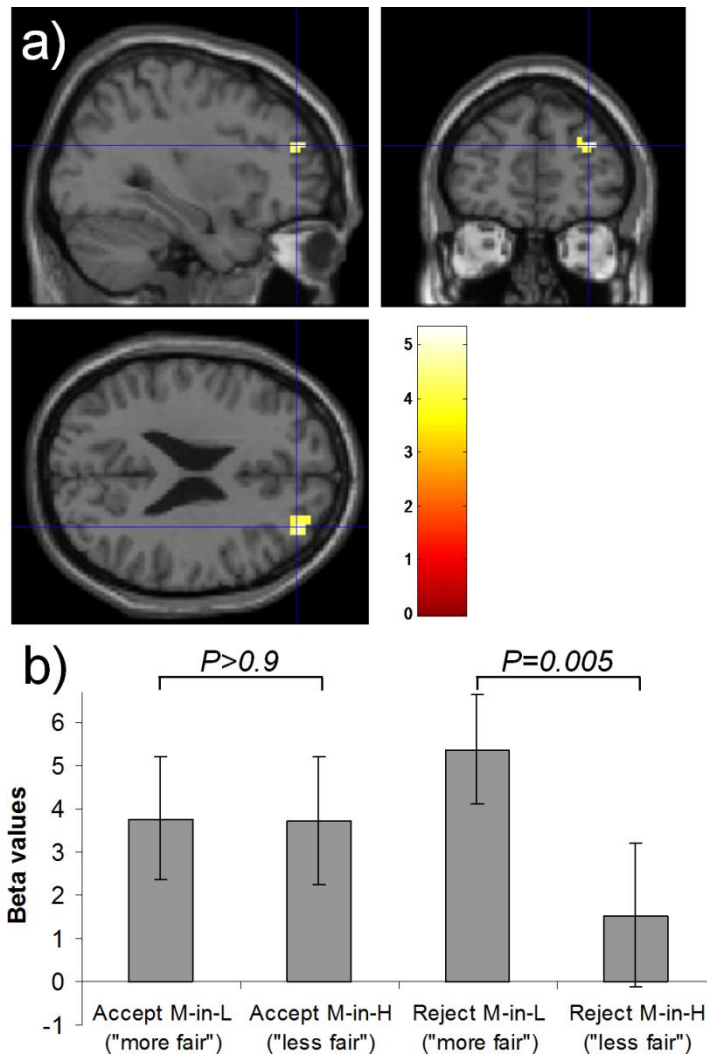 a)
5
4
3
2
1
0
b)
P>0.9
P=0.005
6
5
4
3
2
1
0
-1
Beta values
Accept M-in-L
("more fair")
Accept M-in-H
("less fair")
Reject M-in-L
("more fair")
Reject M-in-H
("less fair")